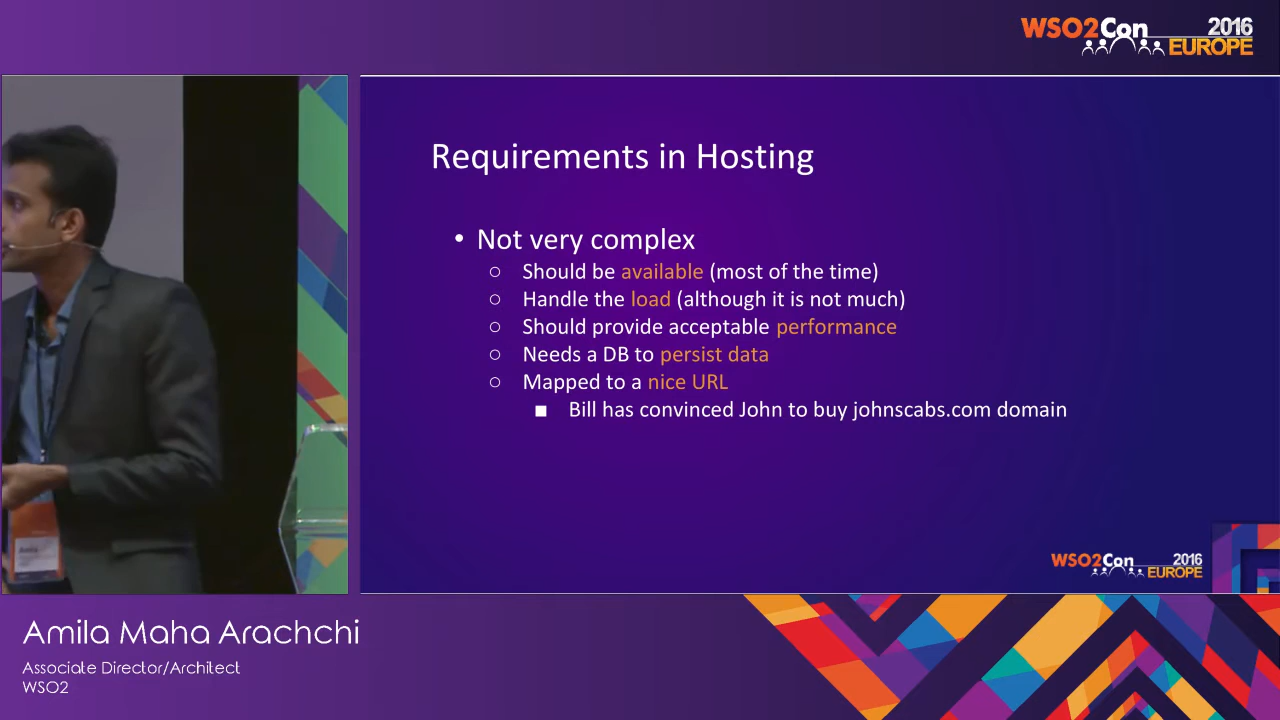 WSO2Con 2016
EUROPE
Requirements in Hosting
• Not very complex
○ Should be available (most of the time)
○ Handle the load (although it is not much)
○ Should provide acceptable performance
○ Needs a DB to persist data
○ Mapped to a nice URL
■ Bill has convinced John to buy johnscabs.com domain
WSO2Con 2016
EUROPE
Amila Maha Arachchi
Associate Director/Architect
WSO2